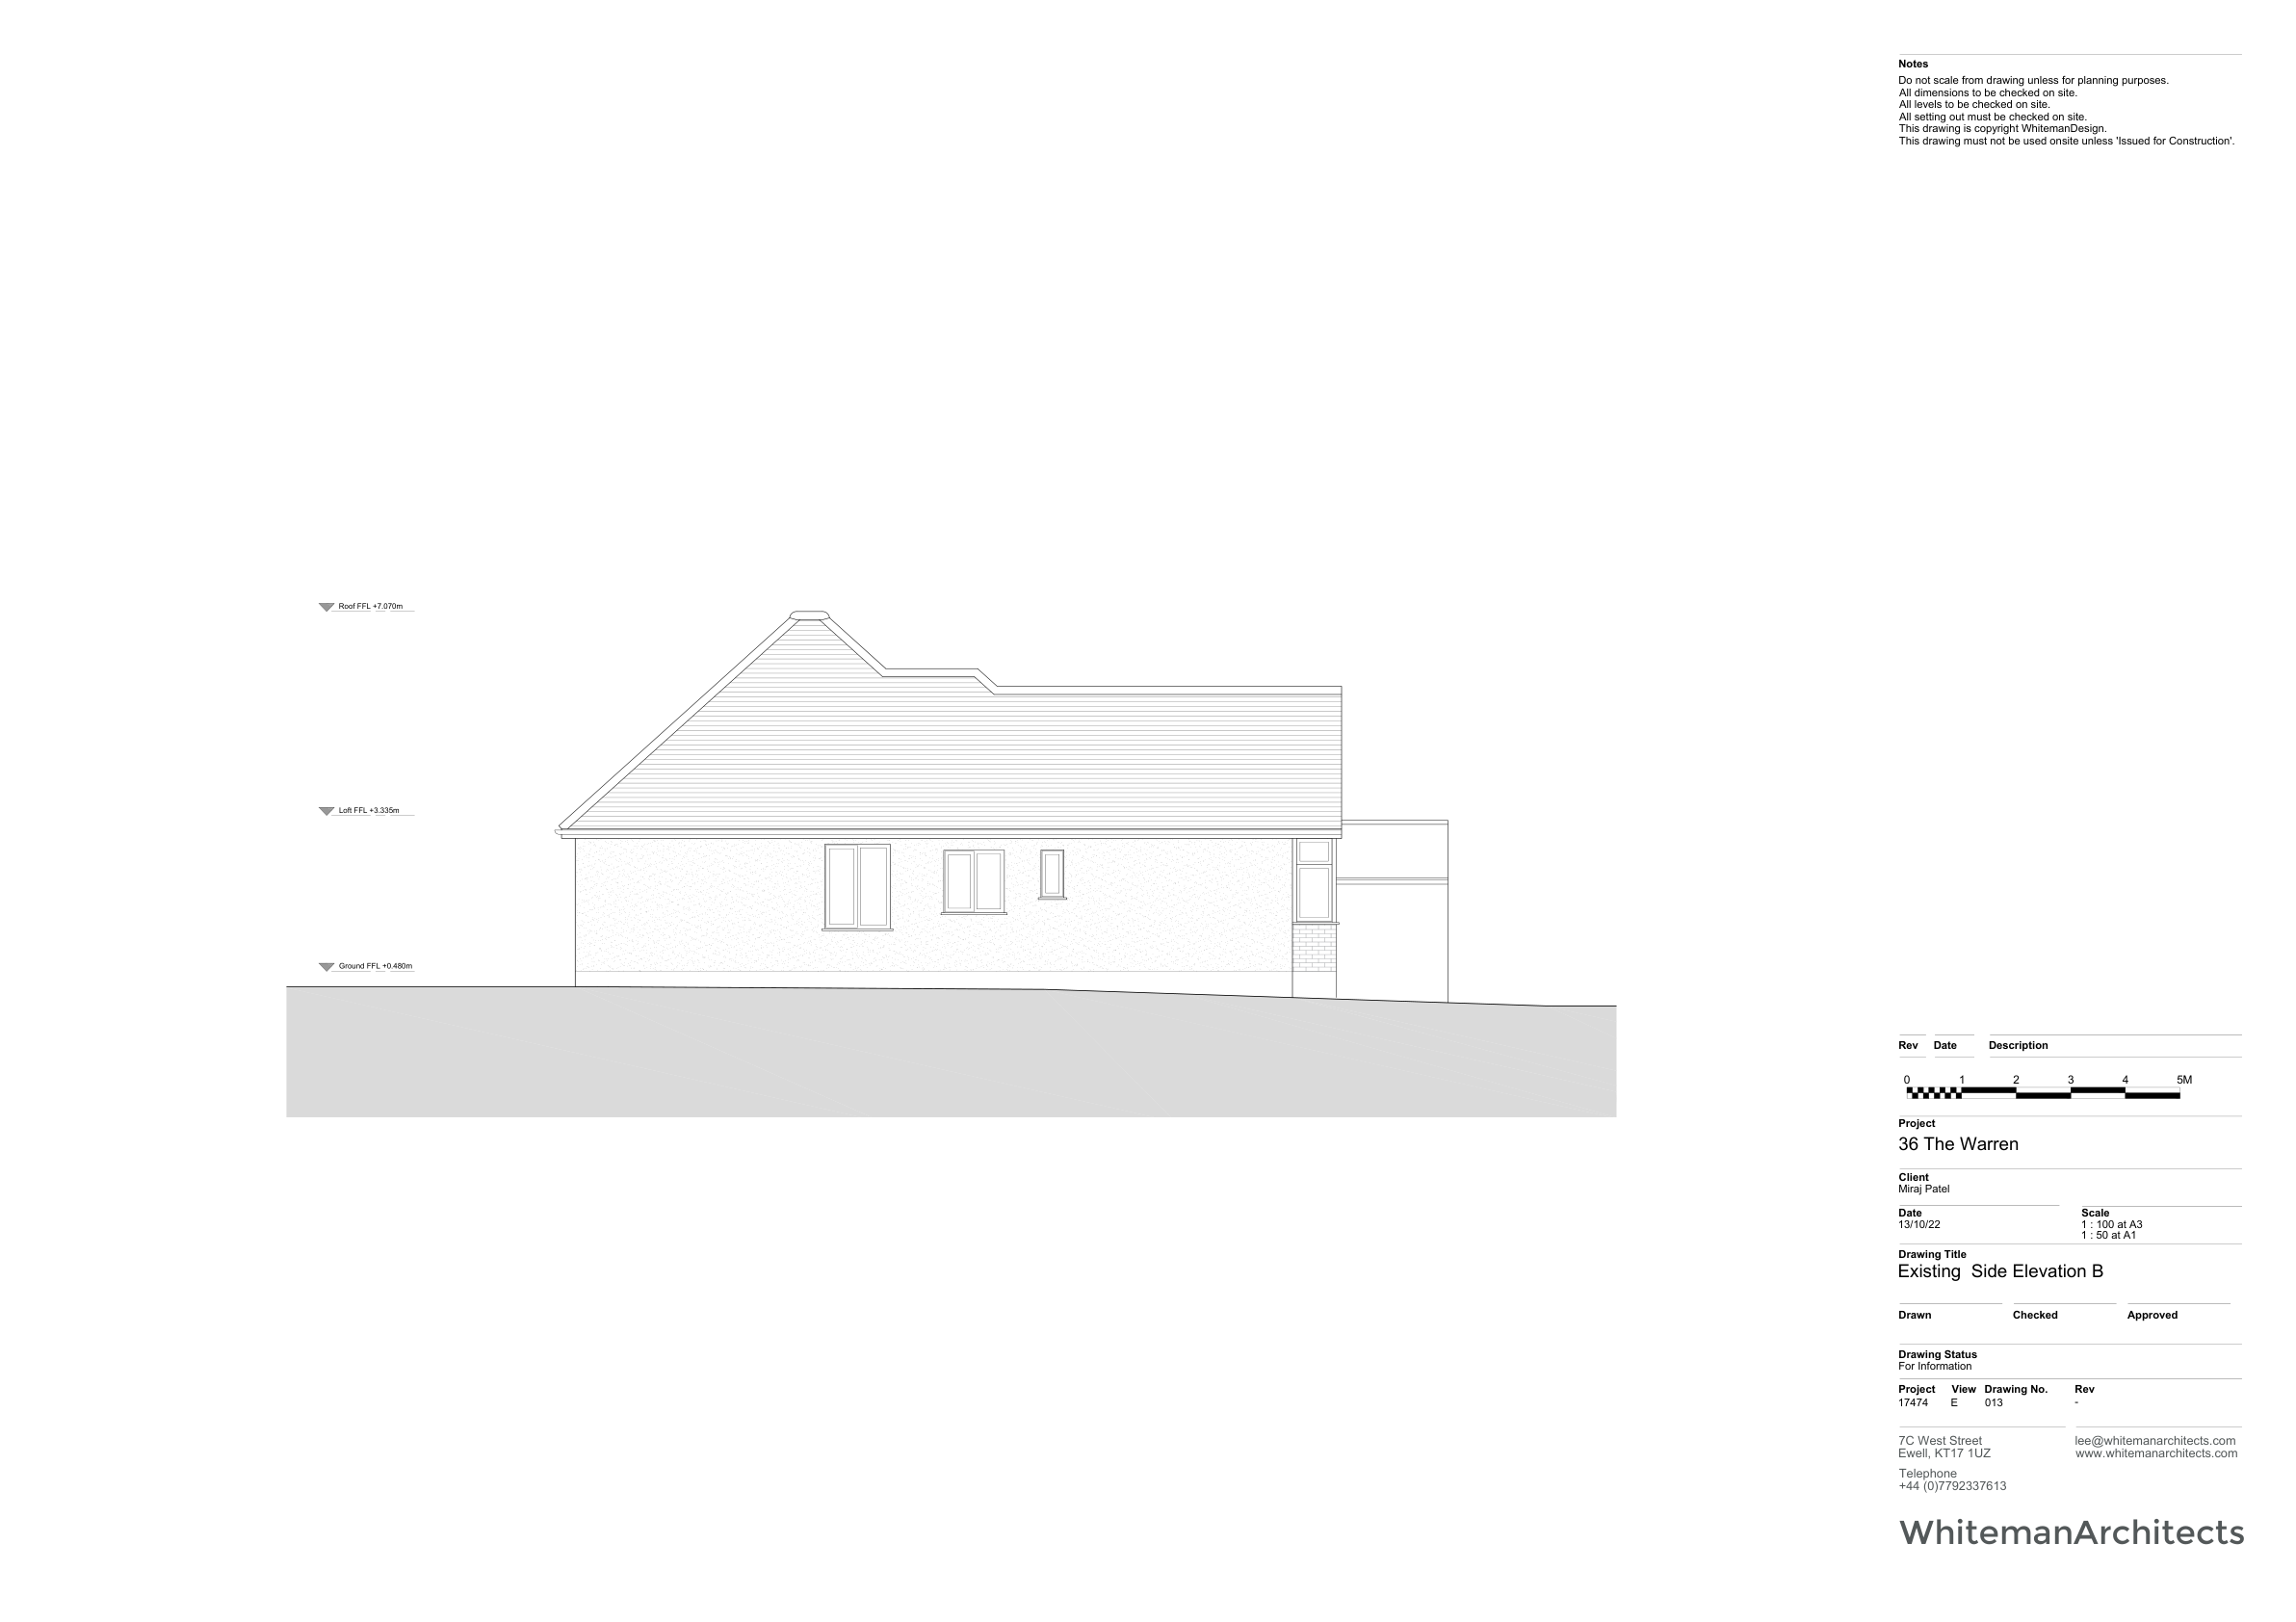 Notes
Do not scale from drawing unless for planning purposes.
All dimensions to be checked on site.
All levels to be checked on site.
All setting out must be checked on site.
This drawing is copyright WhitemanDesign.
This drawing must not be used onsite unless 'Issued for Construction'.
Roof FFL +7.070m
Loft FFL +3.335m
Ground FFL +0.480m
Rev Date Description
0 1 2 3 4 5M
Project
36 The Warren
Client
Miraj Patel
Date Scale
13/10/22 1 : 100 at A3
1 : 50 at A1
Drawing Title
Existing  Side Elevation B
Drawn Checked Approved
Drawing Status
For Information
Project View Drawing No. Rev
17474 E 013 -
7C West Street lee@whitemanarchitects.com
Ewell, KT17 1UZ www.whitemanarchitects.com
Telephone
+44 (0)7792337613
WhitemanArchitects